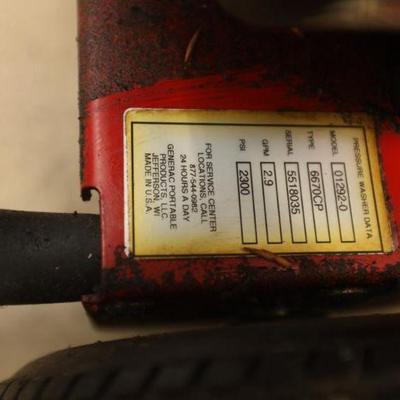 PRESSURE WASHER DATA
MODEL 01292-0
TYPE 6670CP
SERIAL 5518035
GPM 2.9
PSI 2300
FOR SERVICE CENTER
LOCATIONS, CALL
877-544-0982
24 HOURS A DAY
GENERAC PORTABLE
PRODUCTS, LLC.
JEFFERSON, WI
MADE IN U.S.A.